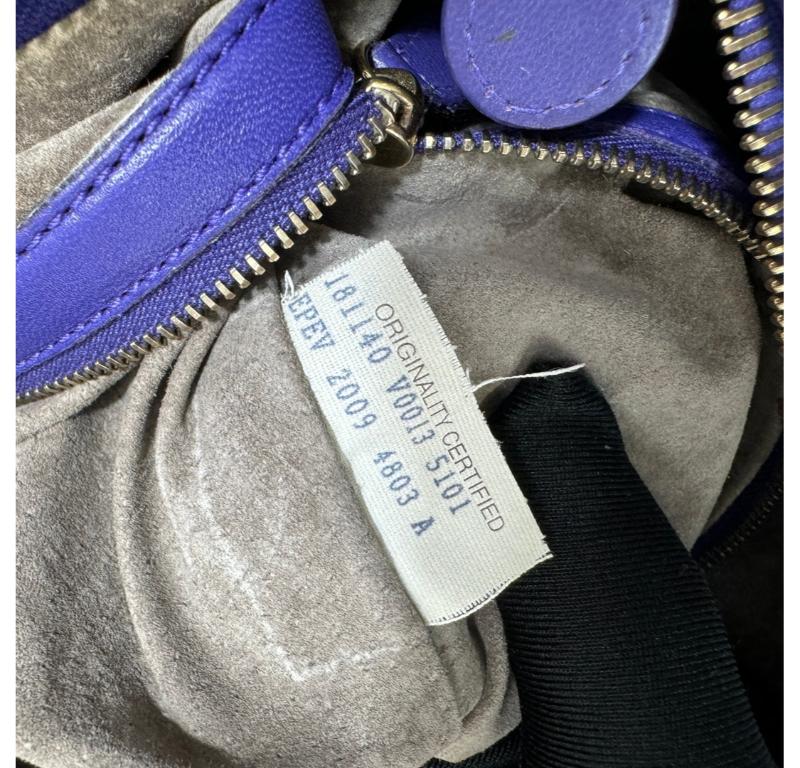 ORIGINALITY CERTIFIED
181140 V0013 5101
EPEV 2009 4803 A